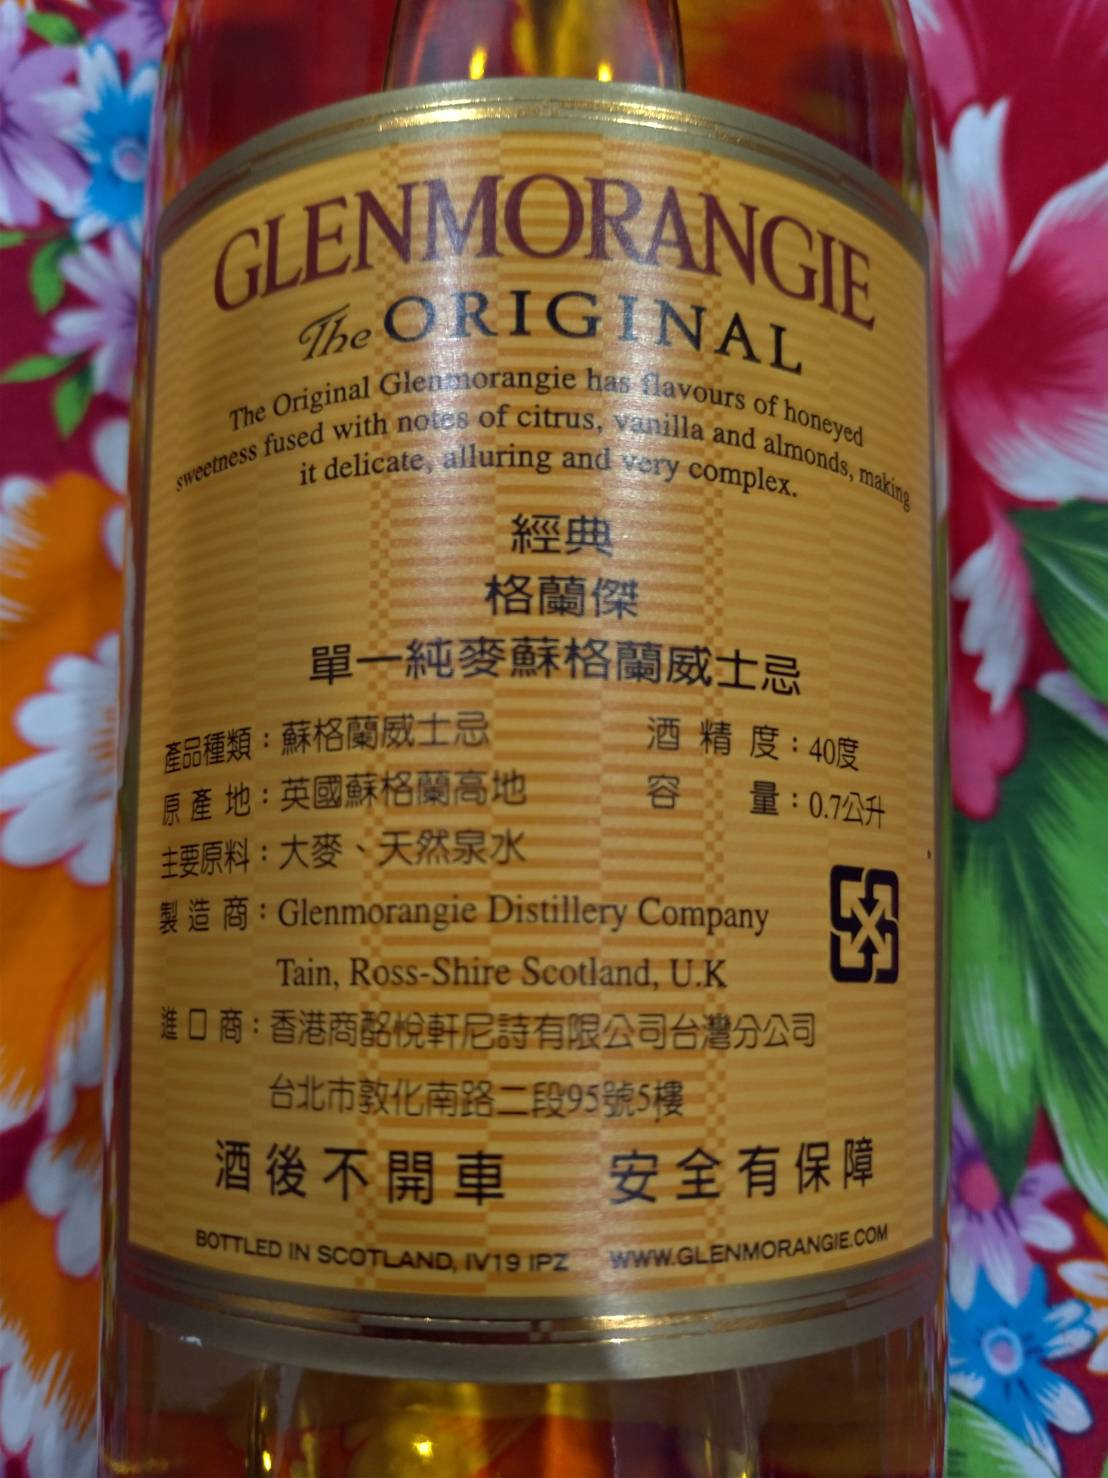 GLENMORANGIE
The ORIGINAL
The Original Glenmorangie has flavours of honeyed
sweetness fused with notes of citrus, vanilla and almonds, making
it delicate, alluring and very complex.
經典
格蘭傑
單一純麥蘇格蘭威士忌
產品種類：蘇格蘭威士忌 酒精度：40度
原產地：英國蘇格蘭高地 容量：0.7公升
主要原料：大麥、天然泉水
製造商：Glenmorangie Distillery Company
Tain, Ross-Shire Scotland, U.K
進口商：香港商酩悅軒尼詩有限公司台灣分公司
台北市敦化南路二段95號5樓
酒後不開車 安全有保障
BOTTLED IN SCOTLAND, IV19 IPZ WWW.GLENMORANGIE.COM